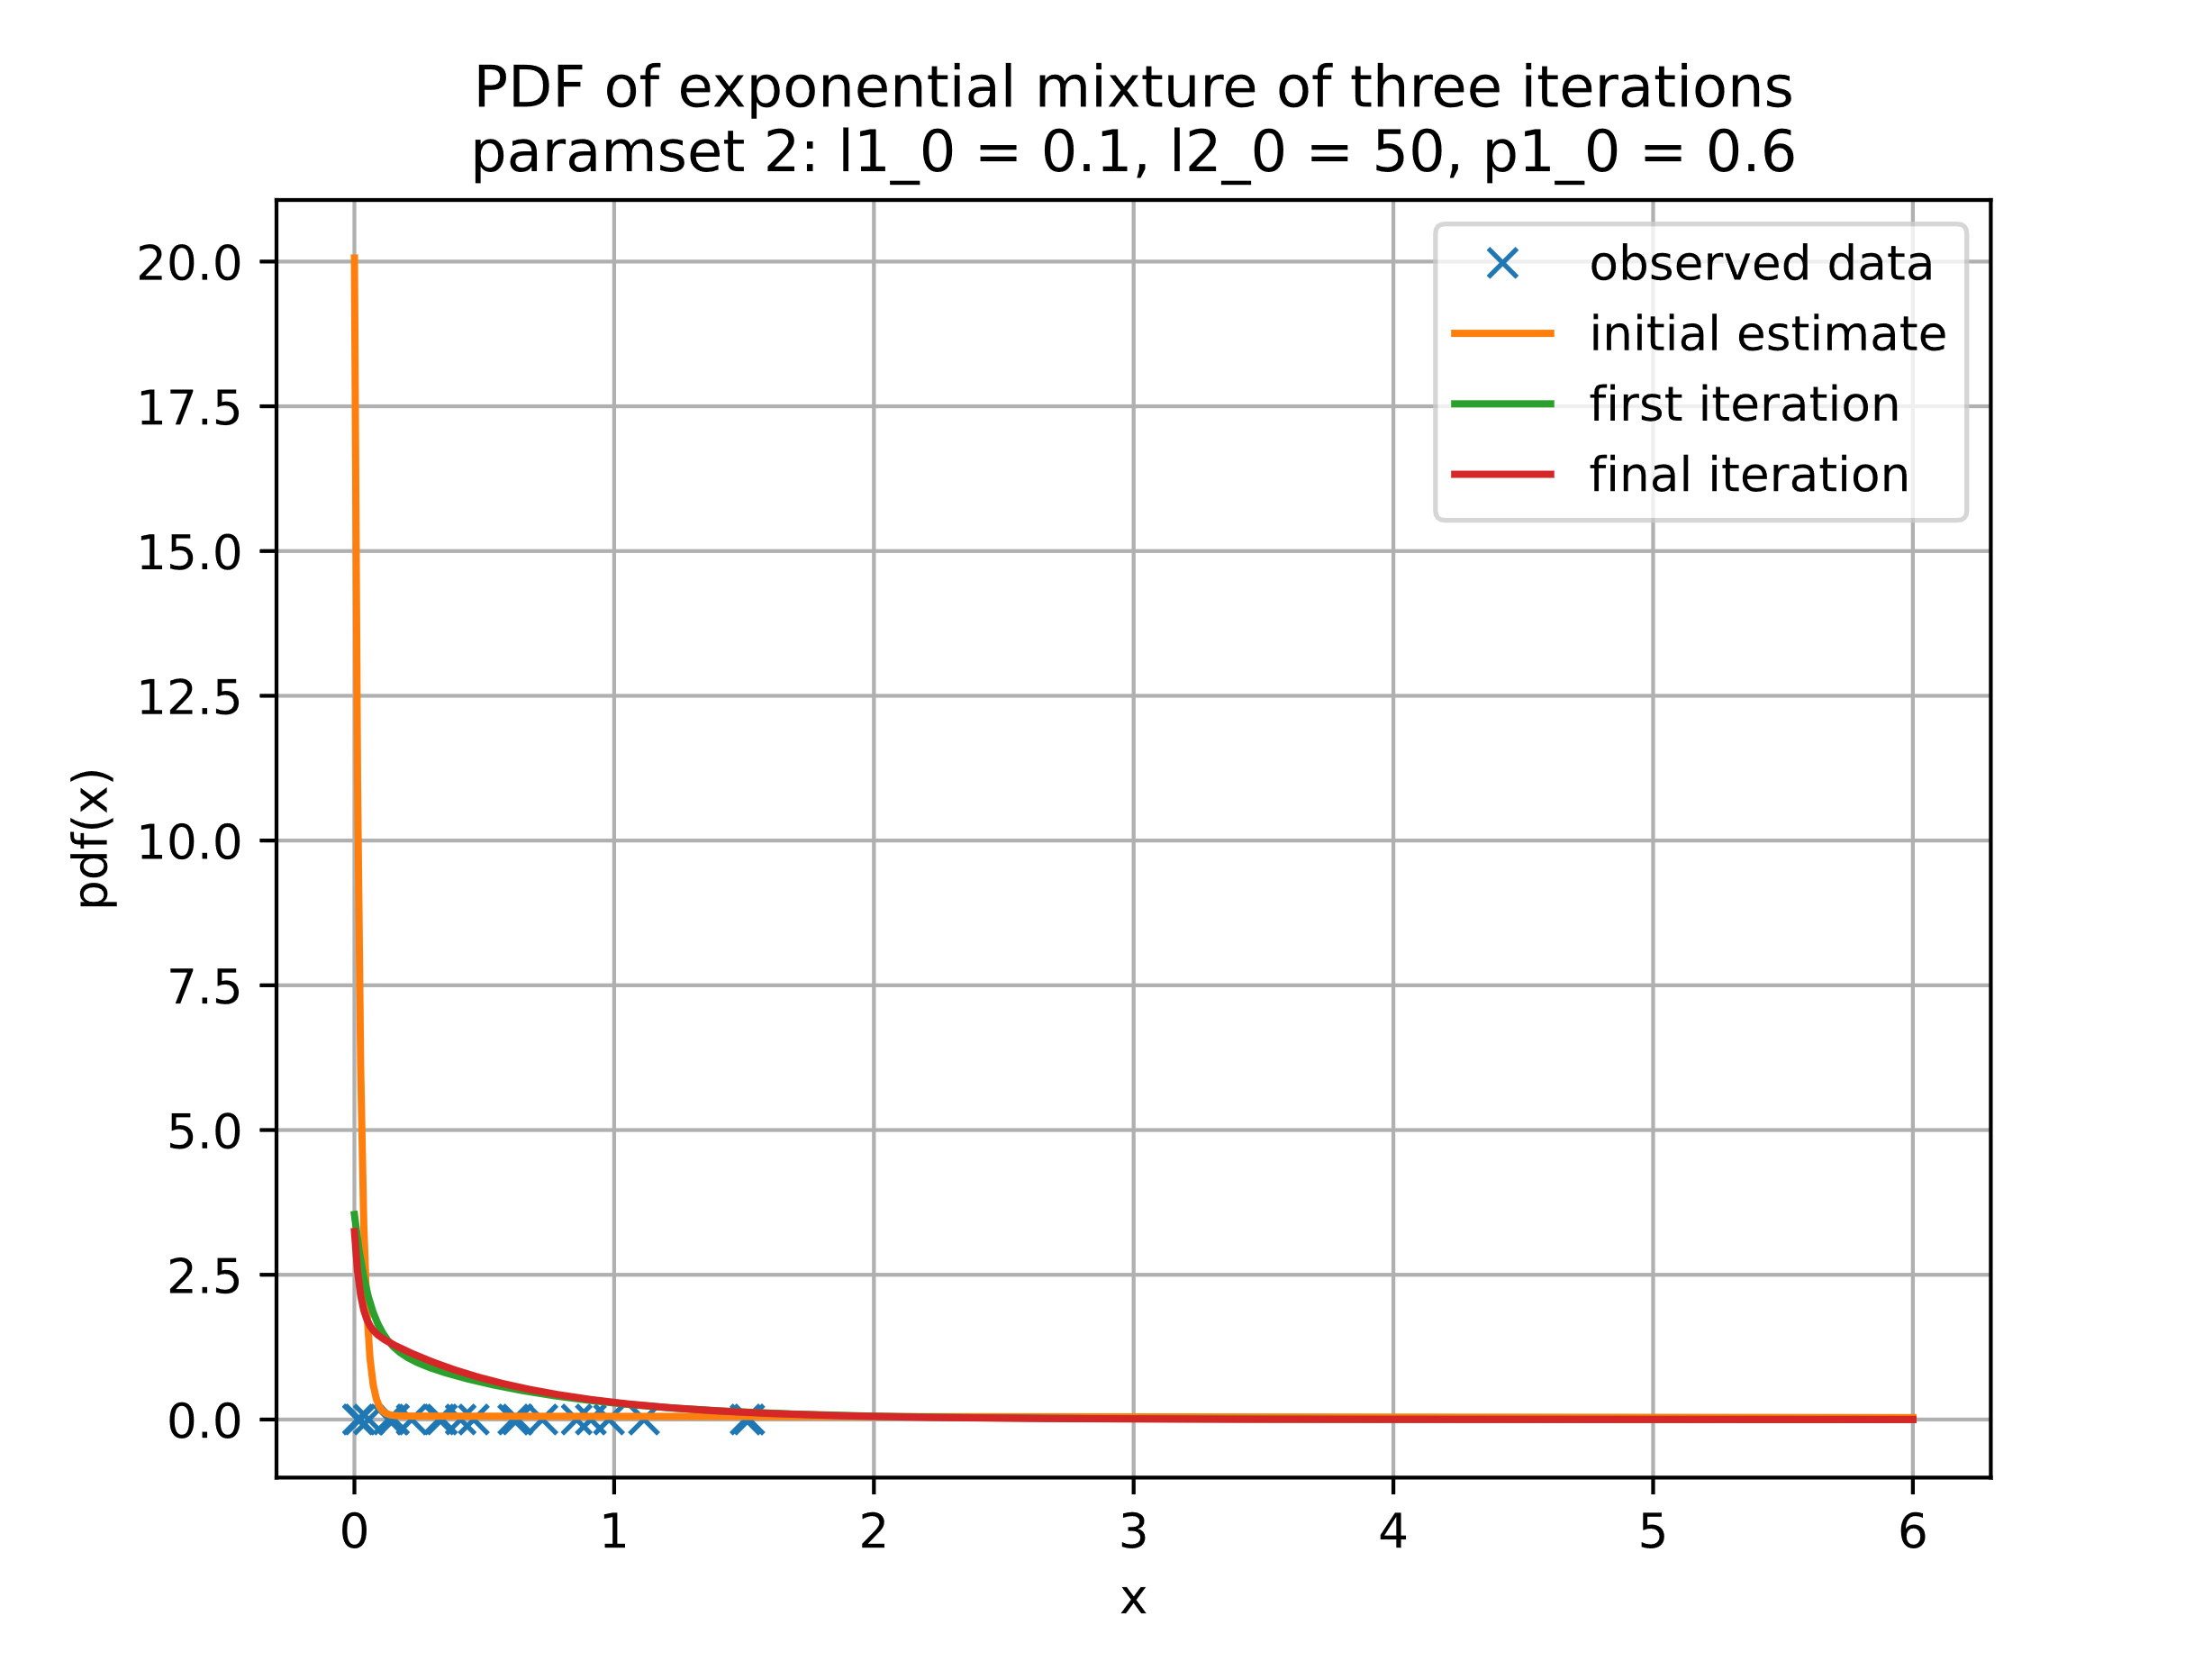 PDF of exponential mixture of three iterations
paramset 2: l1_0 = 0.1, l2_0 = 50, p1_0 = 0.6
observed data
initial estimate
first iteration
final iteration
20.0
17.5
15.0
12.5
10.0
7.5
5.0
2.5
0.0
pdf(x)
0 1 2 3 4 5 6
x